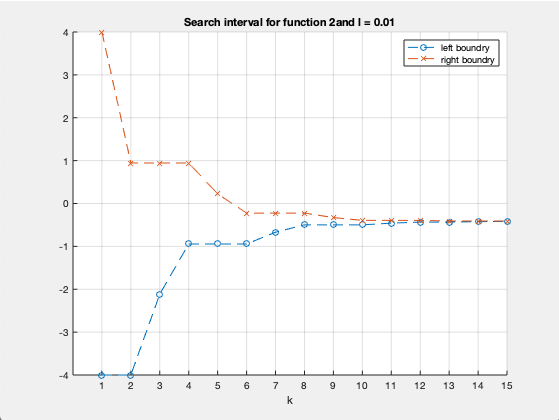 Search interval for function 2and l = 0.01
left boundry
right boundry
4
3
2
1
0
-1
-2
-3
-4
1 2 3 4 5 6 7 8 9 10 11 12 13 14 15
k